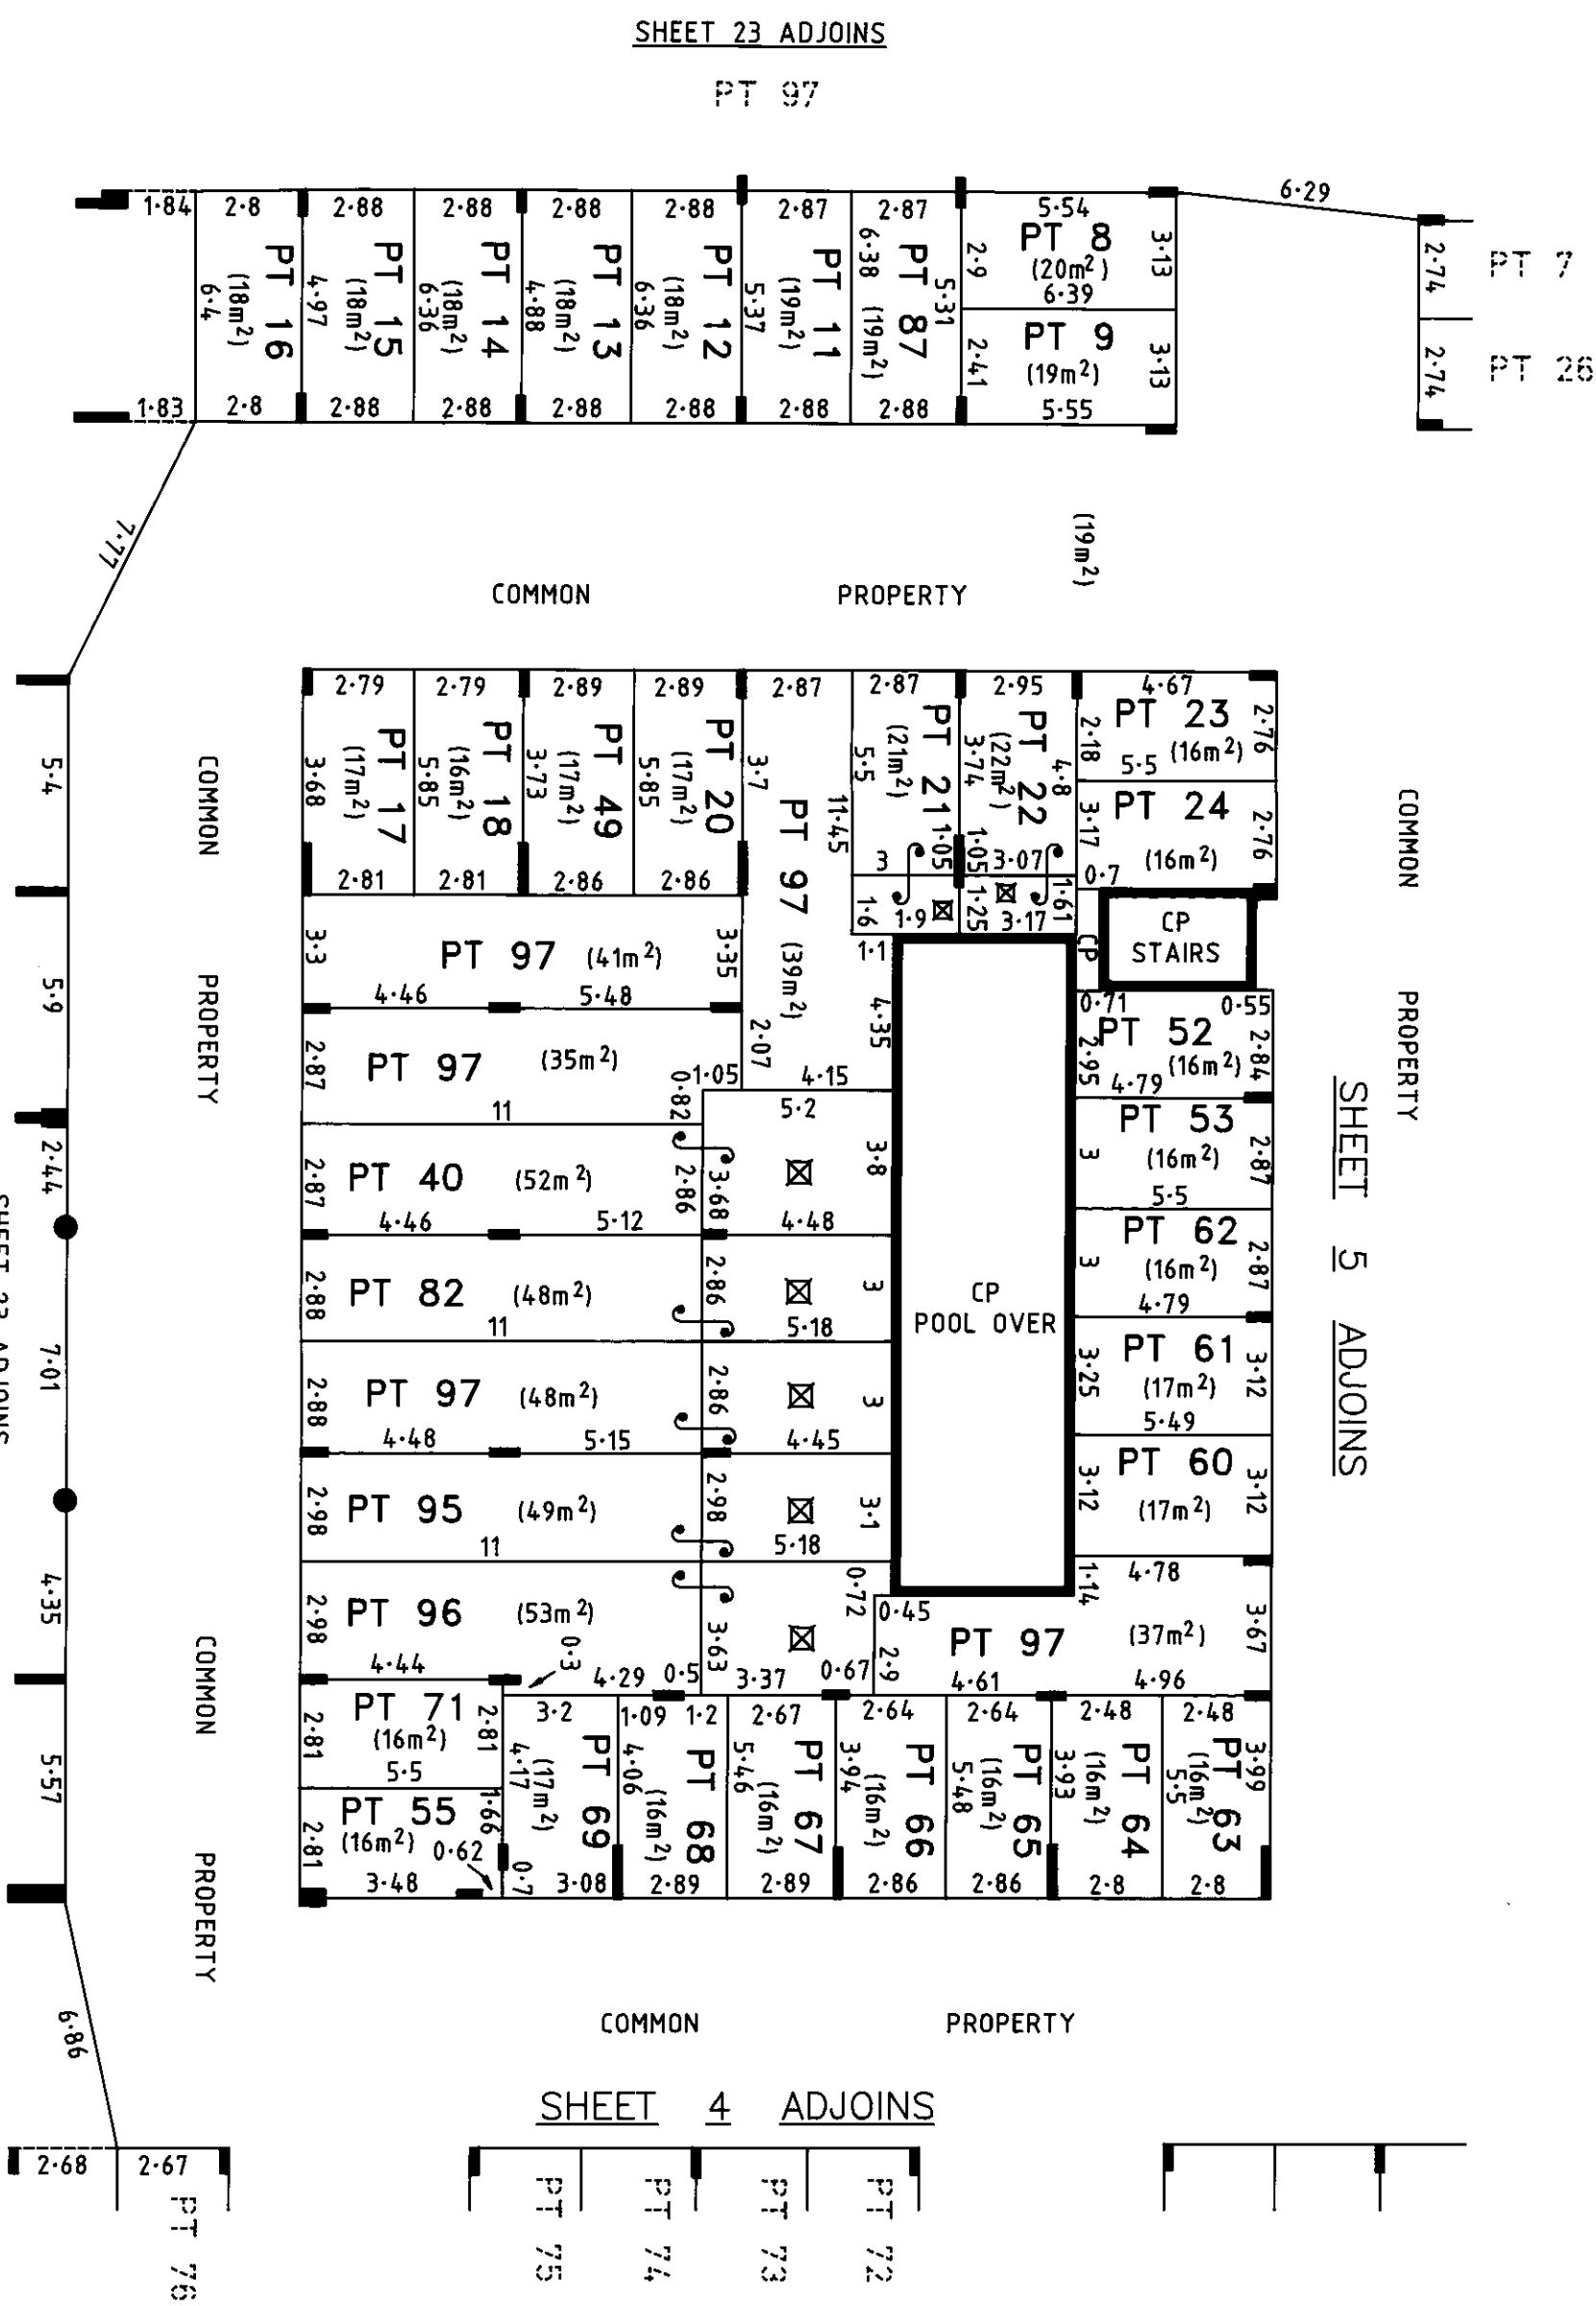 SHEET 23 ADJOINS
PT 97
6·29
1·84
2·8
2·88
2·88
2·88
2·88
2·87
2·87
5·54
PT 16
(18m²)
6·4
4·97
PT 15
(18m²)
PT 14
(18m²)
6·36
PT 13
(18m²)
4·88
PT 12
(18m²)
6·36
PT 11
(19m²)
5·37
PT 87
6·38 (19m²)
5·31
PT 8
(20m²)
6·39
2·9
3·13
PT 9
(19m²)
2·41
3·13
5·55
1·83
2·8
2·88
2·88
2·88
2·88
2·88
2·88
2·74
PT 7
2·74
PT 26
7·77
(19m²)
COMMON PROPERTY
2·79
2·79
2·89
2·89
2·87
2·87
2·95
4·67
PT 17
(17m²)
3·68
PT 18
(16m²)
5·85
PT 49
(17m²)
3·73
PT 20
(17m²)
5·85
3·7
PT 97 (39m²)
11·45
PT 21
(21m²)
5·5
1·05
PT 22
(22m²)
3·74
4·8
1·05
PT 23
5·5 (16m²)
2·18
2·76
PT 24
(16m²)
3·17
2·76
0·7
2·81
2·81
2·86
2·86
3
3·07
1·6
1·9
1·25
3·17
1·61
1·1
CP
CP
STAIRS
COMMON PROPERTY
COMMON PROPERTY
5·4
5·9
2·44
7·01
4·35
5·57
6·86
SHEET 23 ADJOINS
3·3
PT 97 (41m²)
3·35
4·46
5·48
4·35
2·07
2·87
PT 97 (35m²)
11
0·82
1·05
4·15
5·2
2·87
PT 40 (52m²)
2·86
3·68
3·8
4·46
5·12
4·48
2·88
PT 82 (48m²)
11
2·86
3
5·18
2·88
PT 97 (48m²)
2·86
3
4·48
5·15
4·45
2·98
PT 95 (49m²)
11
2·98
3·1
5·18
2·98
PT 96 (53m²)
3·63
0·72
4·44
0·3
4·29
0·5
3·37
0·67
CP
POOL OVER
0·71
0·55
PT 52
(16m²)
2·95
2·84
4·79
PT 53
(16m²)
3
2·87
5·5
PT 62
(16m²)
3
2·87
4·79
PT 61
(17m²)
3·25
3·12
5·49
PT 60
(17m²)
3·12
3·12
4·78
1·14
0·45
PT 97 (37m²)
2·9
3·67
4·61
4·96
SHEET 5 ADJOINS
PT 71
(16m²)
2·81
2·81
5·5
PT 55
(16m²)
2·81
1·66
0·62
3·48
3·2
1·09
1·2
2·67
2·64
2·64
2·48
2·48
PT 69
(17m²)
4·17
0·7
PT 68
(16m²)
4·06
PT 67
(16m²)
5·46
PT 66
(16m²)
3·94
PT 65
(16m²)
5·48
PT 64
(16m²)
3·93
PT 63
(16m²)
5·5
3·99
3·08
2·89
2·89
2·86
2·86
2·8
2·8
COMMON PROPERTY
COMMON PROPERTY
SHEET 4 ADJOINS
2·68
2·67
PT 76
PT 75
PT 74
PT 73
PT 72